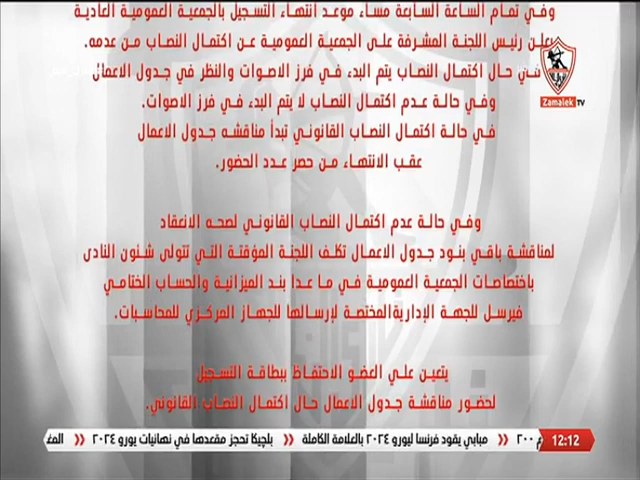 وفي تمام الساعة السابعة مساء موعد انتهاء التسجيل بالجمعية العمومية العادية
يعلن رئيس اللجنة المشرفة على الجمعية العمومية عن اكتمال النصاب من عدمه.
في حال اكتمال النصاب يتم البدء في فرز الاصوات والنظر في جدول الاعمال
وفي حالة عدم اكتمال النصاب لا يتم البدء في فرز الاصوات.
في حالة اكتمال النصاب القانوني تبدأ مناقشه جدول الاعمال
عقب الانتهاء من حصر عدد الحضور.
وفي حالة عدم اكتمال النصاب القانوني لصحه الانعقاد
لمناقشة باقي بنود جدول الاعمال تكلف اللجنة المؤقتة التي تتولى شئون النادى
باختصاصات الجمعية العمومية في ما عدا بند الميزانية والحساب الختامي
فيرسل للجهة الإداريةالمختصة لإرسالها للجهاز المركزي للمحاسبات.
يتعين علي العضو الاحتفاظ ببطاقة التسجيل
لحضور مناقشة جدول الاعمال حال اكتمال النصاب القانوني.
Zamalek TV
12:12
م ٢٠٠ » مبابي يقود فرنسا ليورو ٢٠٢٤ بالعلامة الكاملة » بلجيكا تحجز مقعدها في نهائيات يورو ٢٠٢٤ » المغ